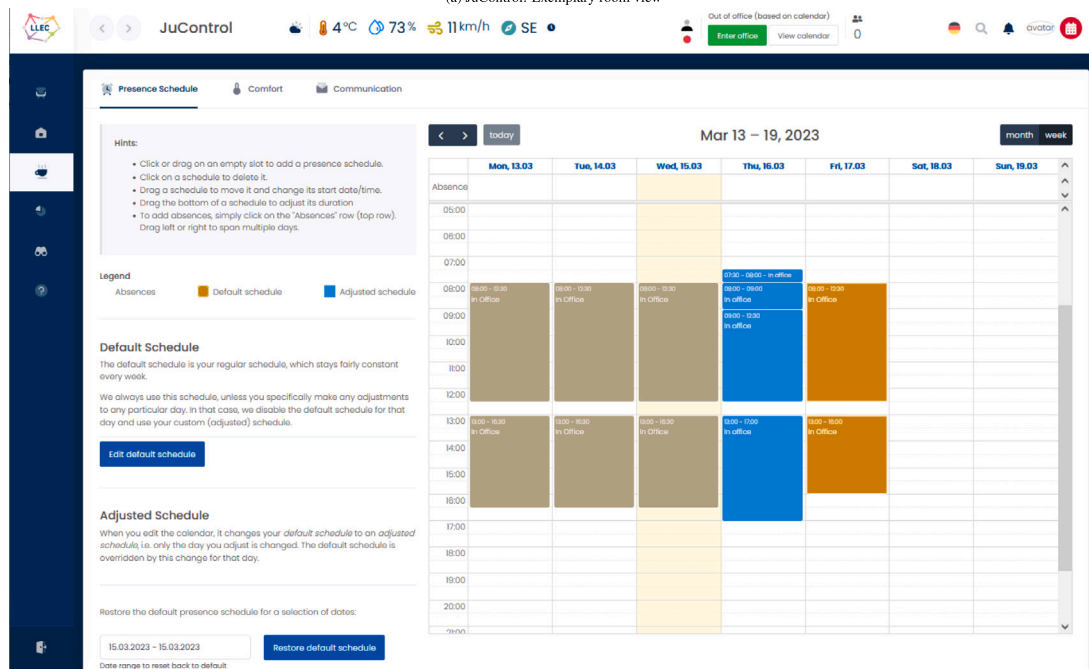 (a) JuControl: Exemplary room view
LLEC
JuControl
4°C
73%
11 km/h
SE
Out of office (based on calendar)
Enter office
View calendar
0
avatar
Presence Schedule
Comfort
Communication
Hints:
• Click or drag on an empty slot to add a presence schedule.
• Click on a schedule to delete it.
• Drag a schedule to move it and change its start date/time.
• Drag the bottom of a schedule to adjust its duration
• To add absences, simply click on the "Absences" row (top row).
Drag left or right to span multiple days.
Legend
Absences
Default schedule
Adjusted schedule
Default Schedule
The default schedule is your regular schedule, which stays fairly constant
every week.
We always use this schedule, unless you specifically make any adjustments
to any particular day. In that case, we disable the default schedule for that
day and use your custom (adjusted) schedule.
Edit default schedule
Adjusted Schedule
When you edit the calendar, it changes your default schedule to an adjusted
schedule, i.e. only the day you adjust is changed. The default schedule is
overridden by this change for that day.
Restore the default presence schedule for a selection of dates:
15.03.2023 - 15.03.2023
Restore default schedule
Date range to reset back to default
today
Mar 13 – 19, 2023
month week
Mon, 13.03 Tue, 14.03 Wed, 15.03 Thu, 16.03 Fri, 17.03 Sat, 18.03 Sun, 19.03
Absence
05:00
06:00
07:00
07:30 - 08:00 - In office
08:00
08:00 - 12:30
In Office
08:00 - 12:30
In Office
08:00 - 12:30
In Office
08:00 - 09:00
In office
08:00 - 12:30
In Office
09:00
09:00 - 12:30
In office
10:00
11:00
12:00
13:00
13:00 - 16:30
In Office
13:00 - 16:30
In Office
13:00 - 16:30
In Office
13:00 - 17:00
In office
13:00 - 16:00
In Office
14:00
15:00
16:00
17:00
18:00
19:00
20:00
21:00